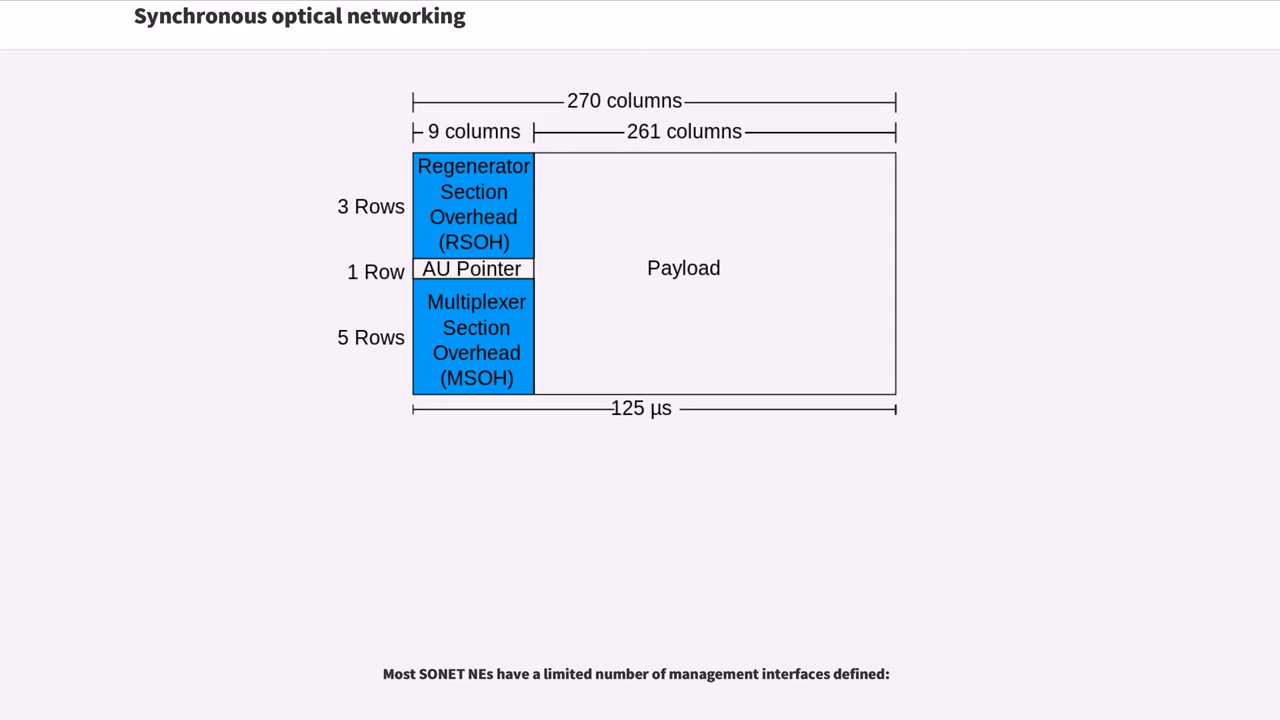 Synchronous optical networking
270 columns
9 columns
261 columns
Regenerator
Section
Overhead
(RSOH)
3 Rows
AU Pointer
1 Row
Payload
Multiplexer
Section
Overhead
(MSOH)
5 Rows
125 µs
Most SONET NEs have a limited number of management interfaces defined: